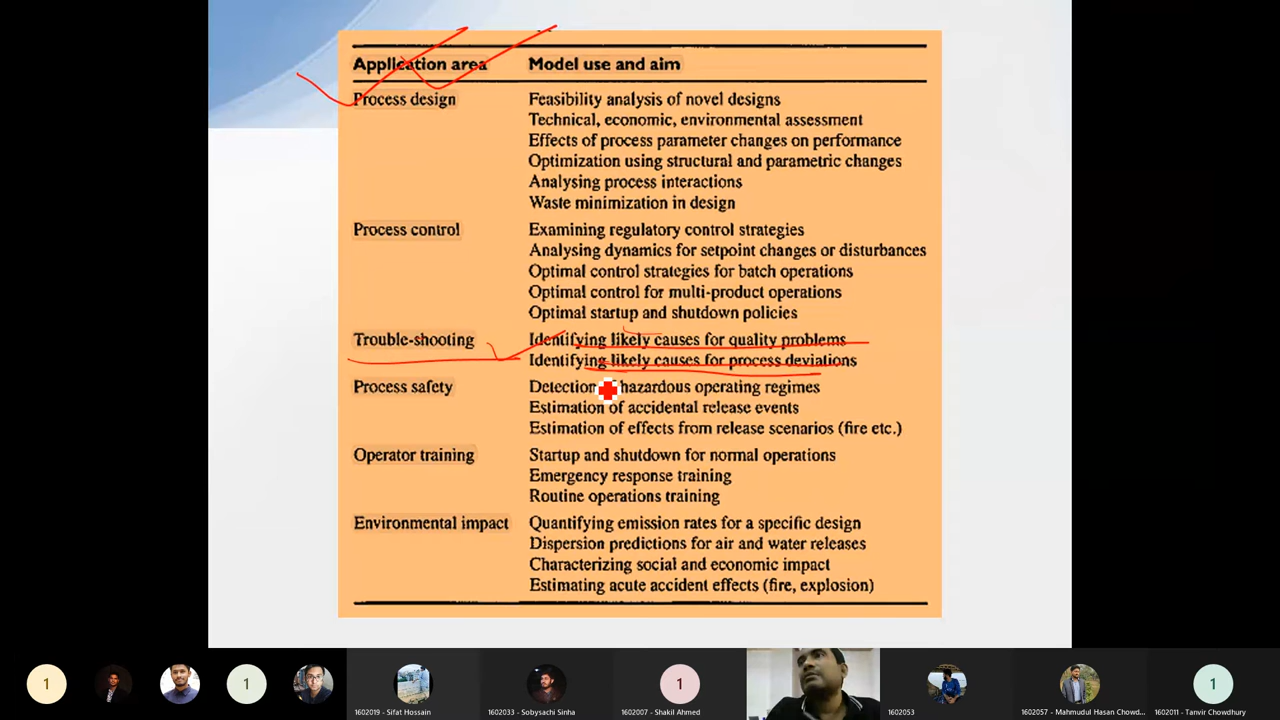 Application area Model use and aim
Process design Feasibility analysis of novel designs
Technical, economic, environmental assessment
Effects of process parameter changes on performance
Optimization using structural and parametric changes
Analysing process interactions
Waste minimization in design
Process control Examining regulatory control strategies
Analysing dynamics for setpoint changes or disturbances
Optimal control strategies for batch operations
Optimal control for multi-product operations
Optimal startup and shutdown policies
Trouble-shooting Identifying likely causes for quality problems
Identifying likely causes for process deviations
Process safety Detection hazardous operating regimes
Estimation of accidental release events
Estimation of effects from release scenarios (fire etc.)
Operator training Startup and shutdown for normal operations
Emergency response training
Routine operations training
Environmental impact Quantifying emission rates for a specific design
Dispersion predictions for air and water releases
Characterizing social and economic impact
Estimating acute accident effects (fire, explosion)
1 1 1 1
1602019 - Sifat Hossain 1602033 - Sobysachi Sinha 1602007 - Shakil Ahmed 1602053 1602057 - Mahmudul Hasan Chowd... 1602011 - Tanvir Chowdhury